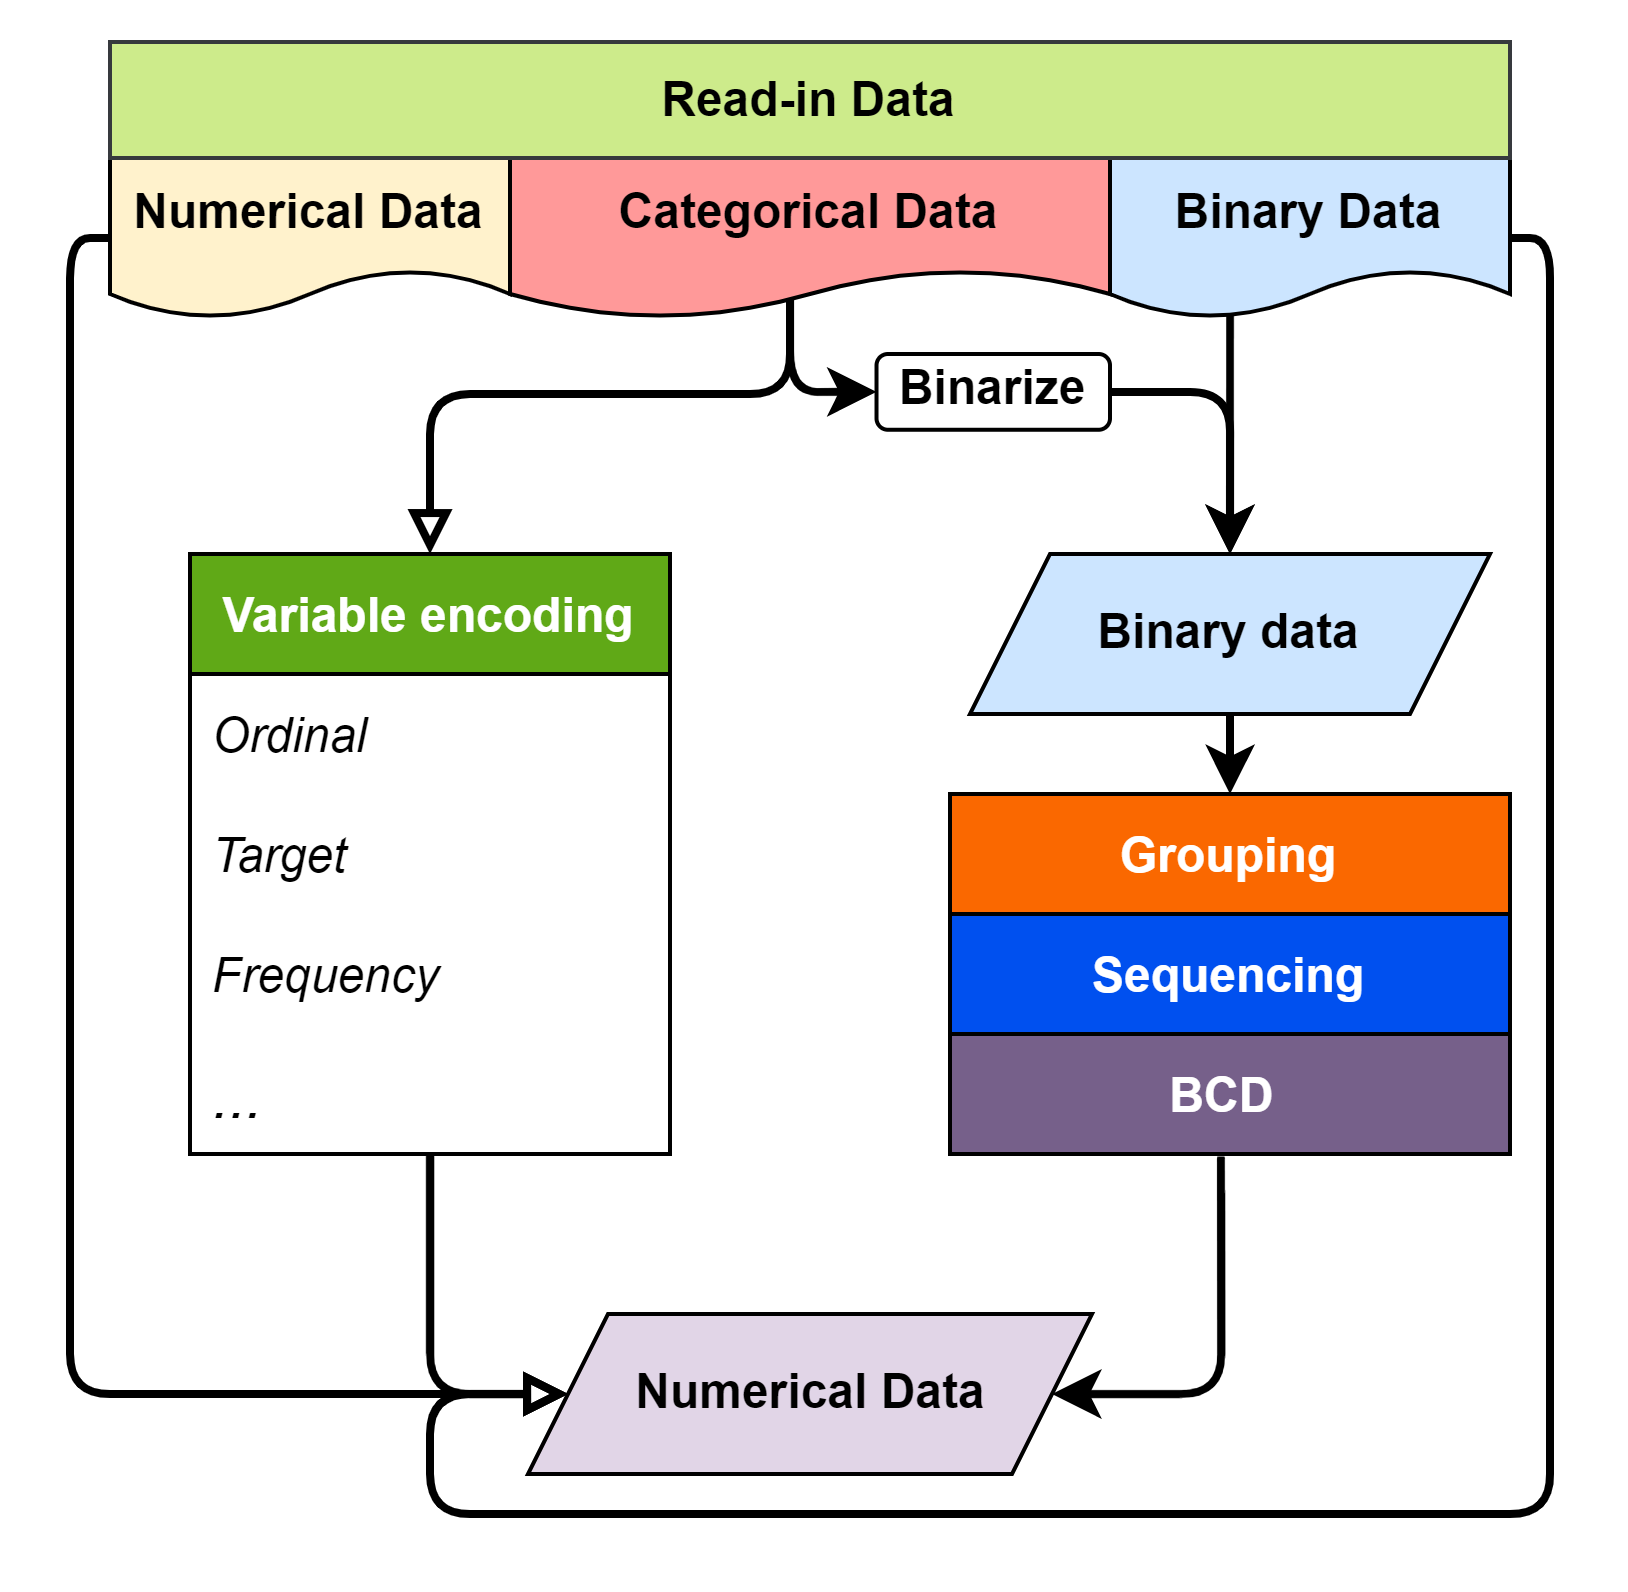 Read-in Data
Numerical Data
Categorical Data
Binary Data
Binarize
Variable encoding
Ordinal
Target
Frequency
...
Binary data
Grouping
Sequencing
BCD
Numerical Data